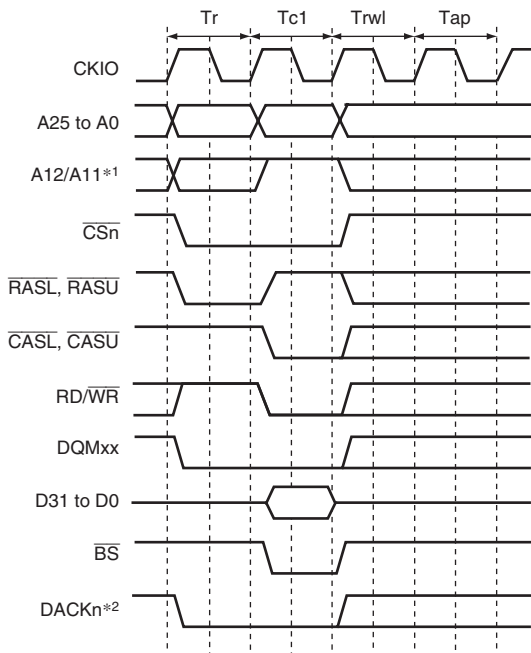 Tr Tc1 Trwl Tap
CKIO
A25 to A0
A12/A11*1
CSn
RASL, RASU
CASL, CASU
RD/WR
DQMxx
D31 to D0
BS
DACKn*2